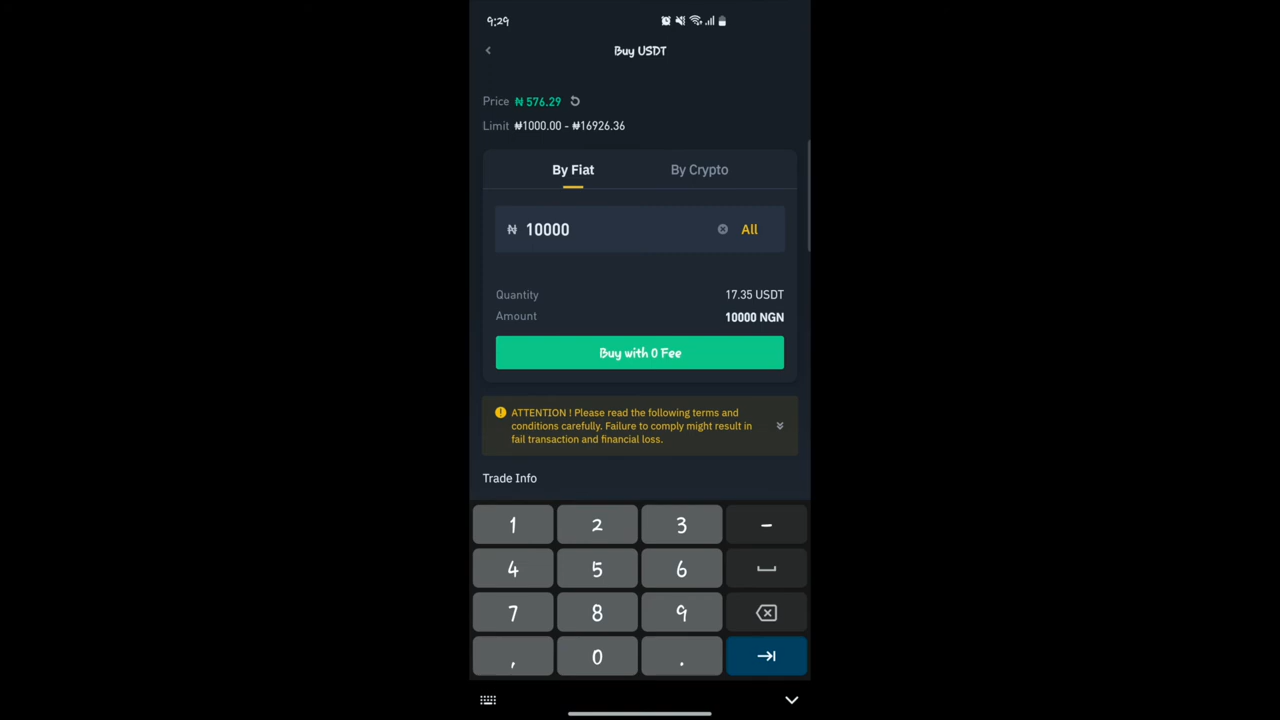 9:29
Buy USDT
Price ₦ 576.29
Limit ₦1000.00 - ₦16926.36
By Fiat By Crypto
₦ 10000 All
Quantity 17.35 USDT
Amount 10000 NGN
Buy with 0 Fee
ATTENTION ! Please read the following terms and
conditions carefully. Failure to comply might result in
fail transaction and financial loss.
Trade Info
1 2 3 -
4 5 6
7 8 9
, 0 .